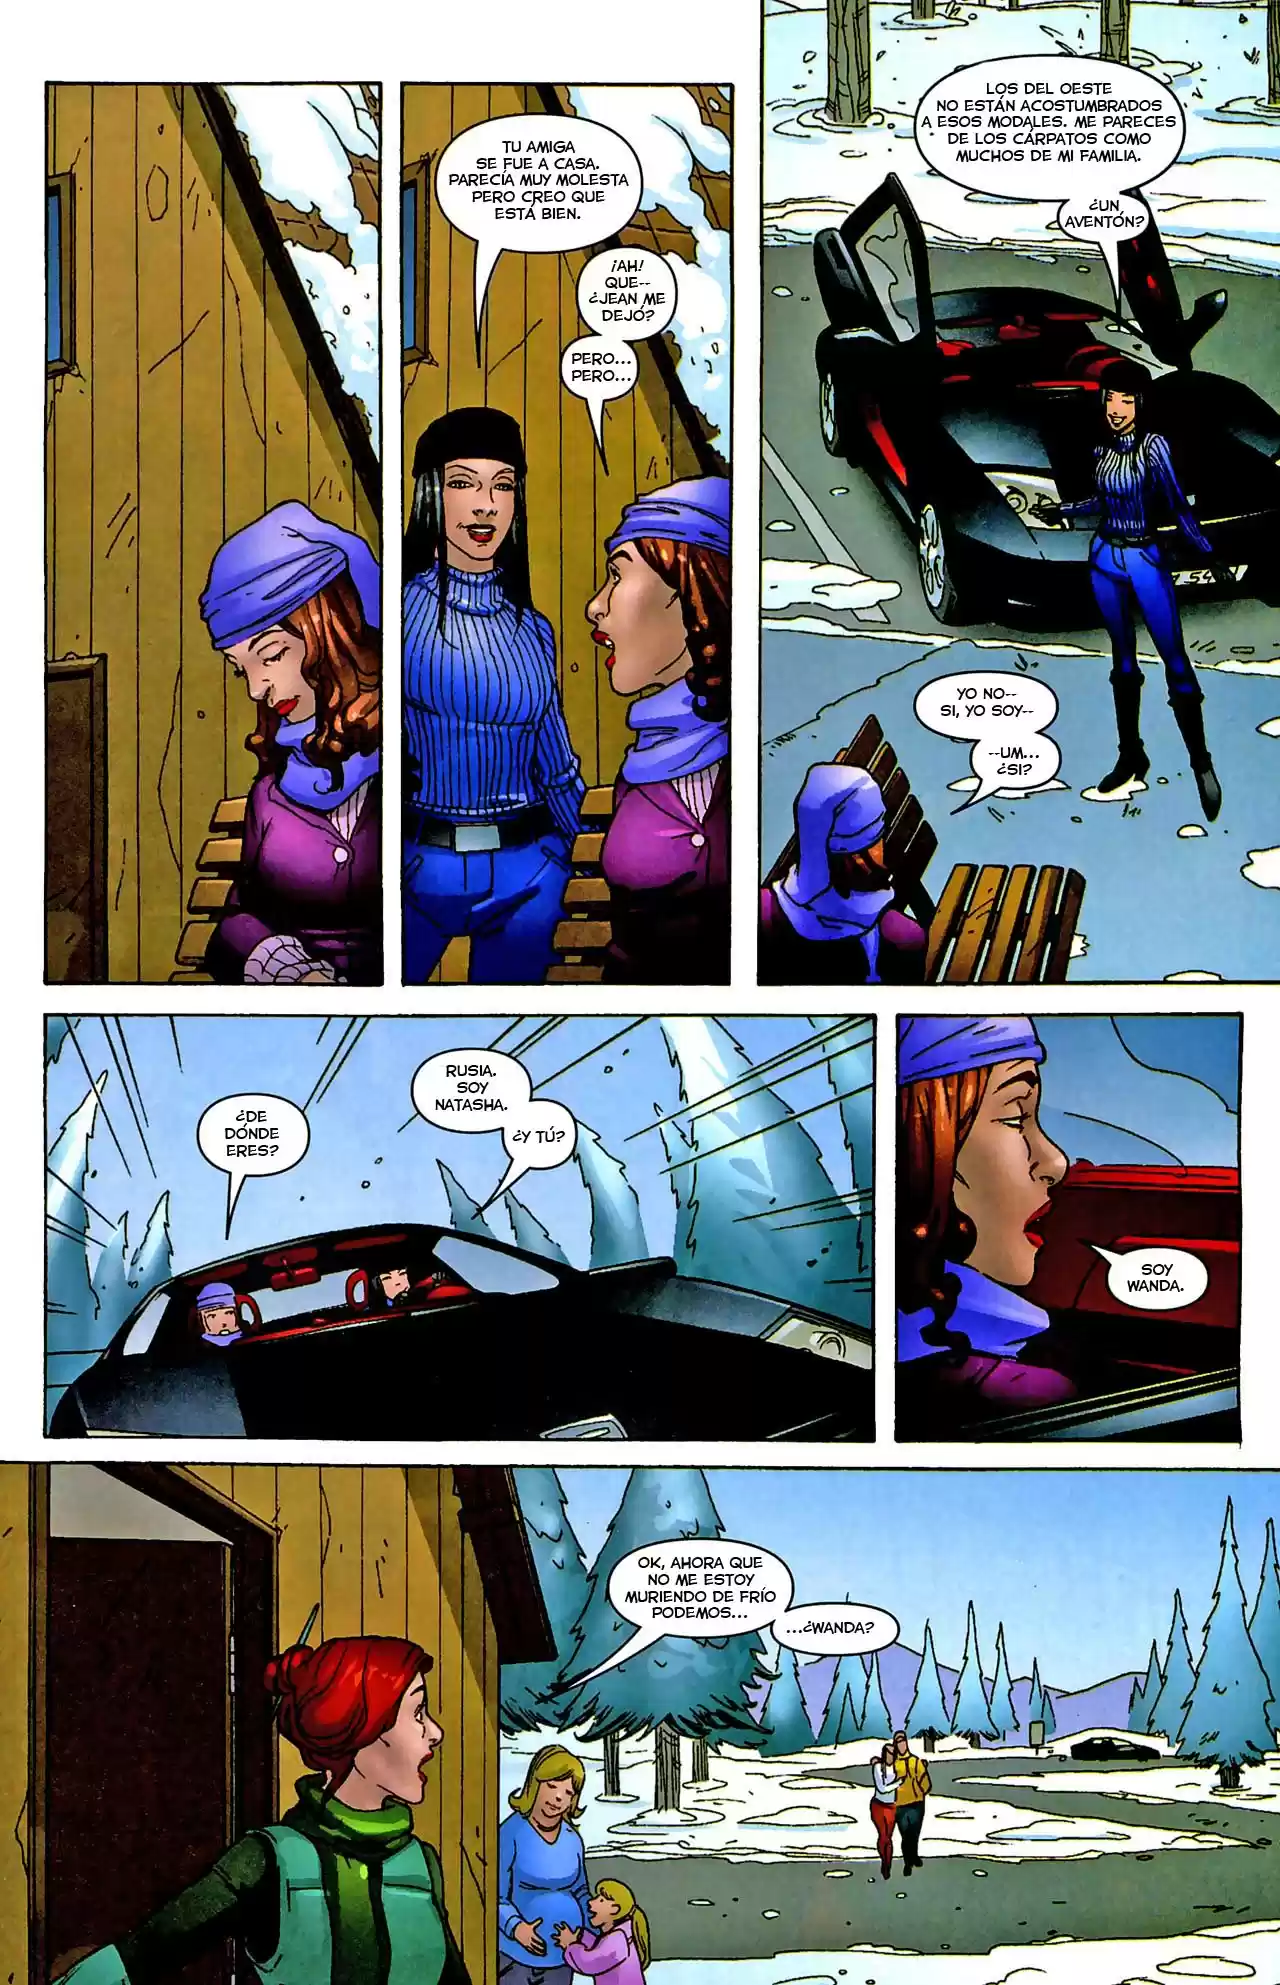 TU AMIGA
SE FUE A CASA.
PARECÍA MUY MOLESTA
PERO CREO QUE
ESTÁ BIEN.
¡AH!
QUE--
¿JEAN ME
DEJÓ?
PERO...
PERO...
LOS DEL OESTE
NO ESTÁN ACOSTUMBRADOS
A ESOS MODALES. ME PARECES
DE LOS CÁRPATOS COMO
MUCHOS DE MI FAMILIA.
¿UN
AVENTÓN?
YO NO--
SI, YO SOY--
--UM...
¿SI?
¿DE
DÓNDE
ERES?
RUSIA.
SOY
NATASHA.
¿Y TÚ?
SOY
WANDA.
OK, AHORA QUE
NO ME ESTOY
MURIENDO DE FRÍO
PODEMOS...
...¿WANDA?